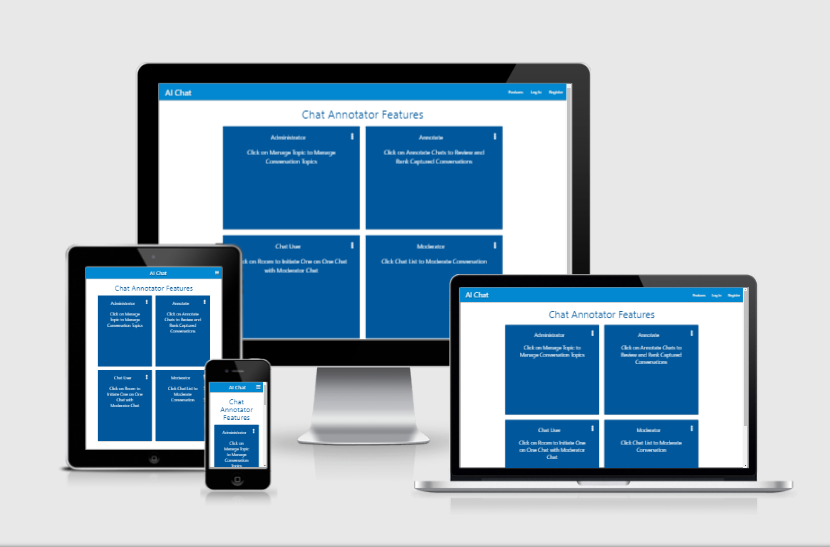 AI Chat
Features Log In Register
Chat Annotator Features
Administrator
Click on Manage Topic to Manage
Conversation Topics
Annotate
Click on Annotate Chats to Review and
Rank Captured Conversations
Chat User
ck on Room to Initiate One on One Chat
with Moderator Chat
Moderator
Click Chat List to Moderate Conversation
AI Chat
Chat Annotator Features
Administrator
Click on Manage
Topic to Manage
Conversation Topics
Annotate
Click on Annotate
Chats to Review and
Rank Captured
Conversations
Chat User
Click on Room to
Initiate One on One
Chat with
Moderator Chat
Moderator
Click Chat List to
Moderate
Conversation
AI Chat
Chat
Annotator
Features
Administrator
Click on
Manage Topic
to Manage
Conversation
Topics
AI Chat
Features Log In Register
Chat Annotator Features
Administrator
Click on Manage Topic to
Manage Conversation Topics
Annotate
Click on Annotate Chats to
Review and Rank Captured
Conversations
Chat User
Click on Room to Initiate One
on One Chat with Moderator
Chat
Moderator
Click Chat List to Moderate
Conversation